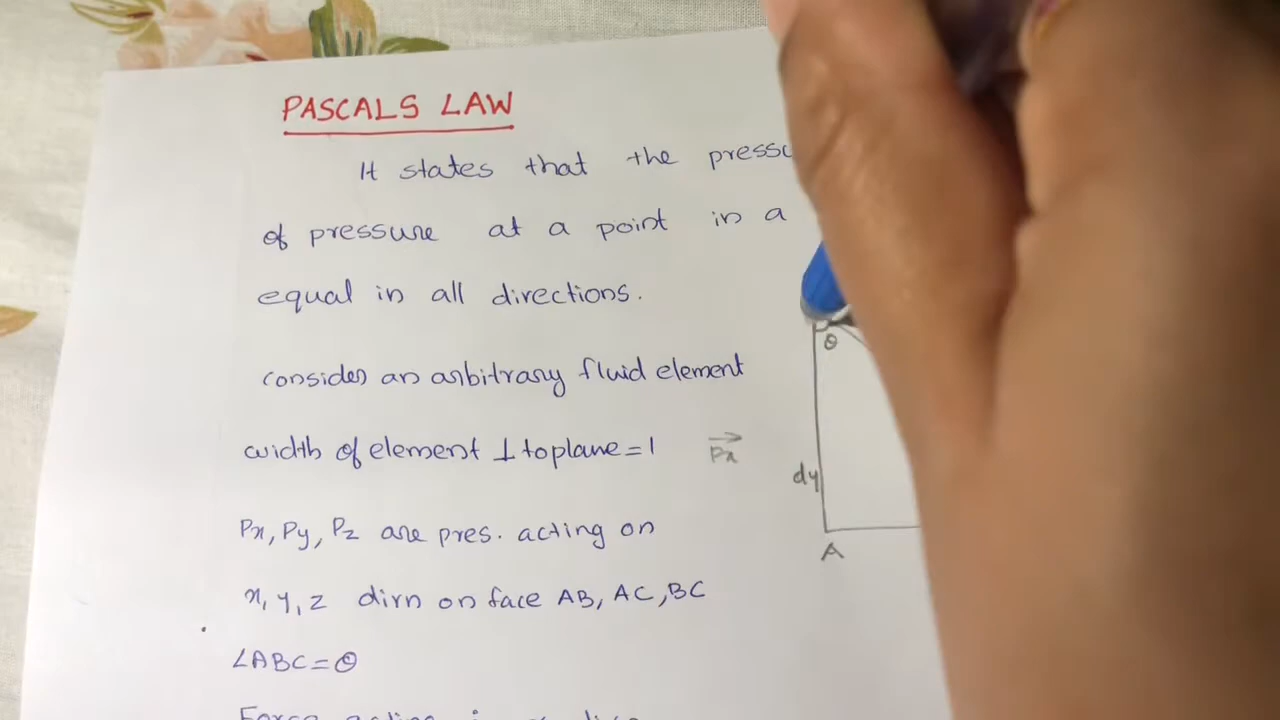 PASCALS LAW
It states that the
of pressure at a point in a
equal in all directions.
consider an arbitrary fluid element
width of element ⊥ to plane = 1
Px
Px, Py, Pz are pres. acting on
x, y, z dirn on face AB, AC, BC
∠ABC = θ
θ
dy
A